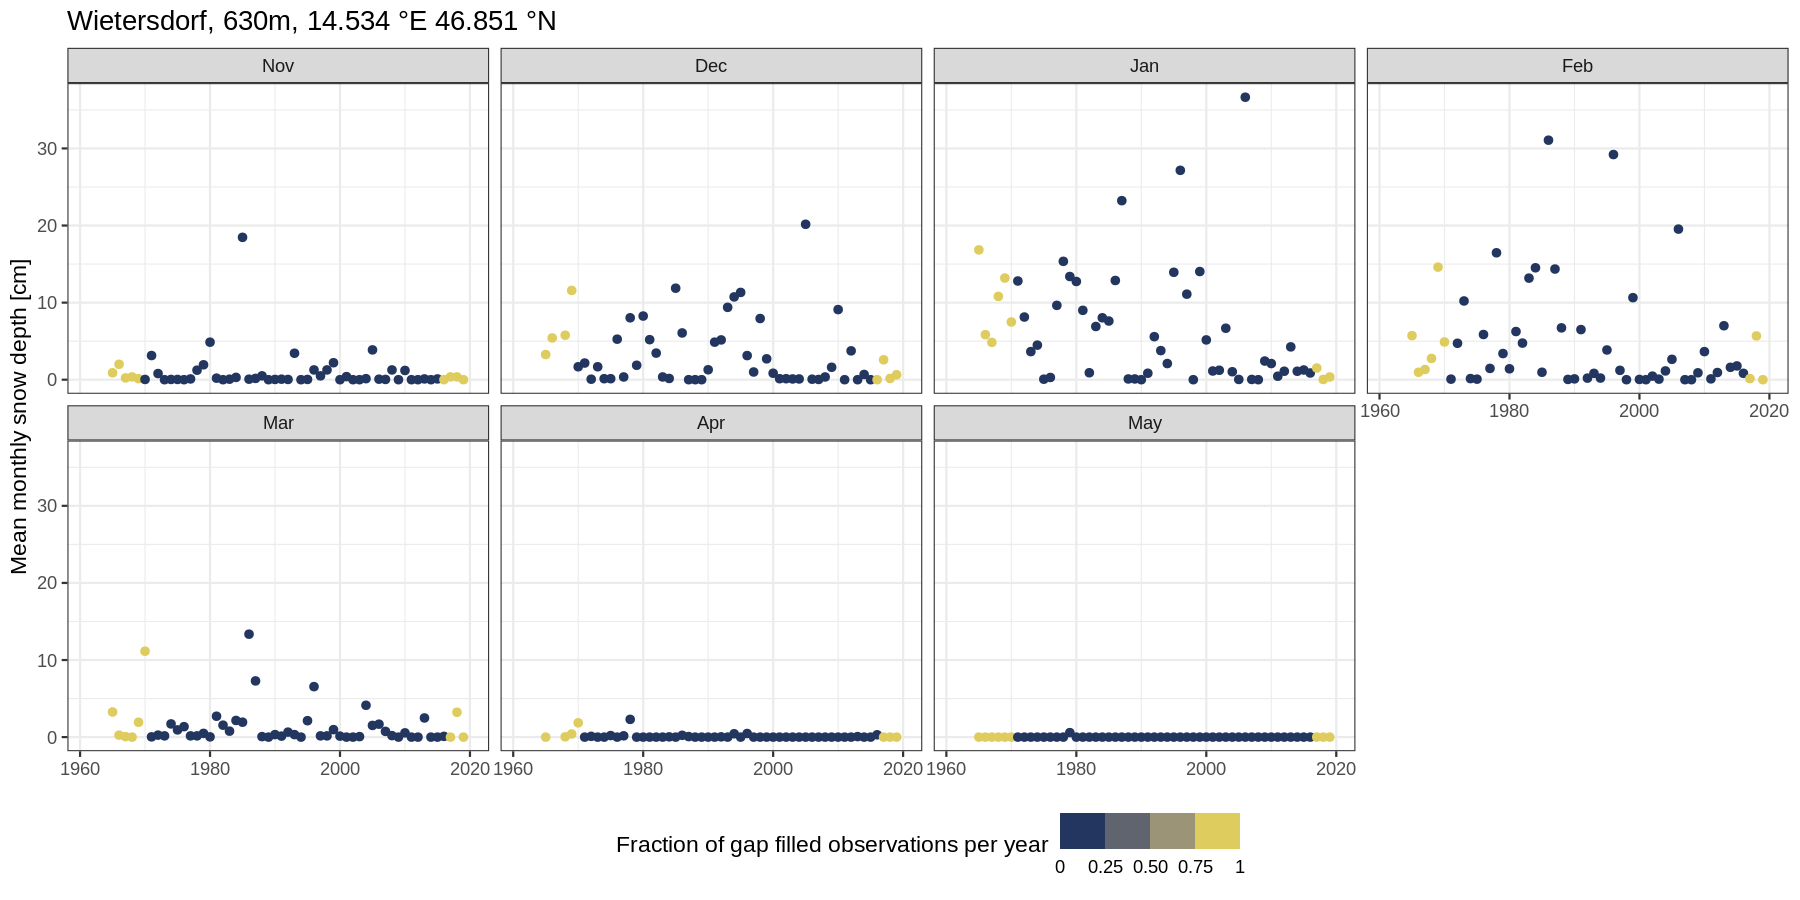 Wietersdorf, 630m, 14.534 °E 46.851 °N
Nov Dec Jan Feb
Mean monthly snow depth [cm]
30
20
10
0
1960 1980 2000 2020
Mar Apr May
30
20
10
0
1960 1980 2000 2020 1960 1980 2000 2020 1960 1980 2000 2020
Fraction of gap filled observations per year
0 0.25 0.50 0.75 1